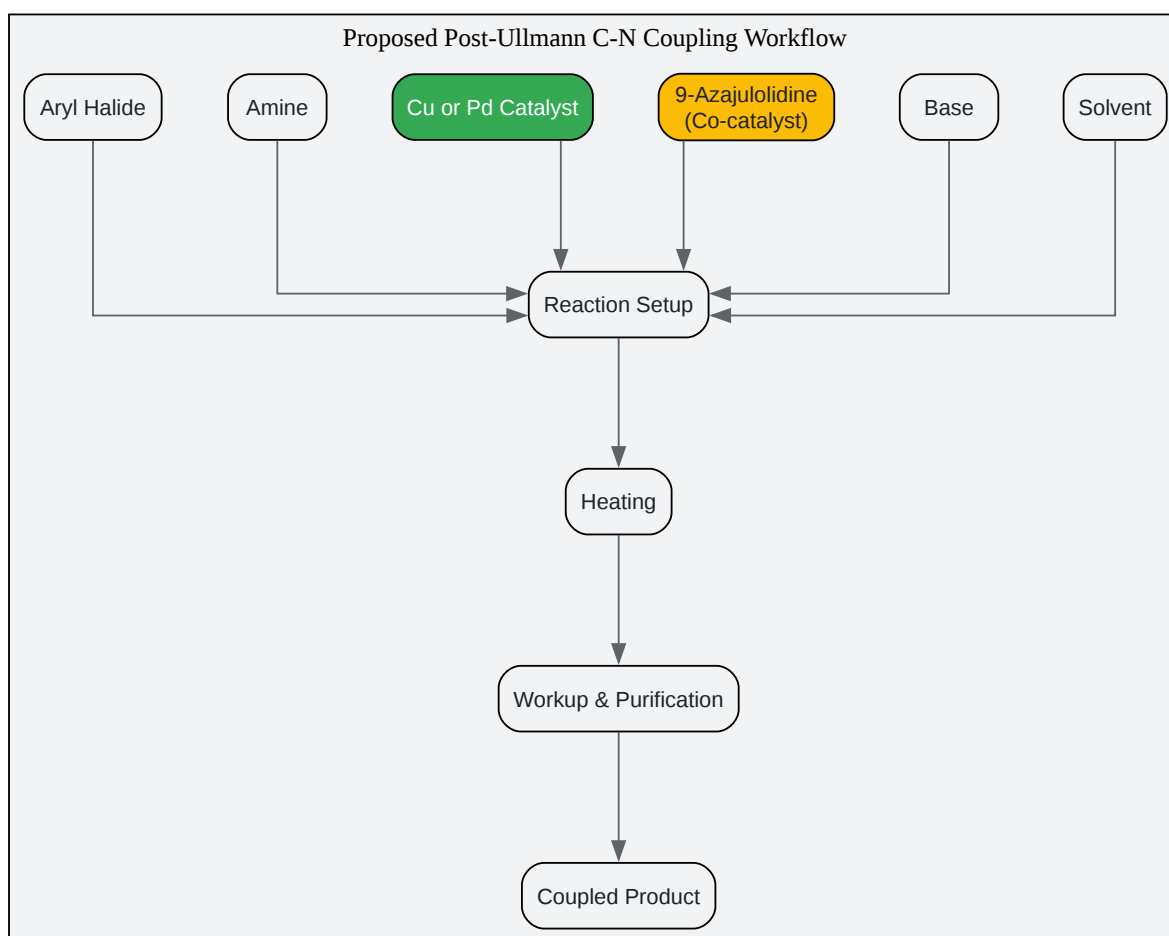 Proposed Post-Ullmann C-N Coupling Workflow
Aryl Halide
Amine
Cu or Pd Catalyst
9-Azajulolidine
(Co-catalyst)
Base
Solvent
Reaction Setup
Heating
Workup & Purification
Coupled Product